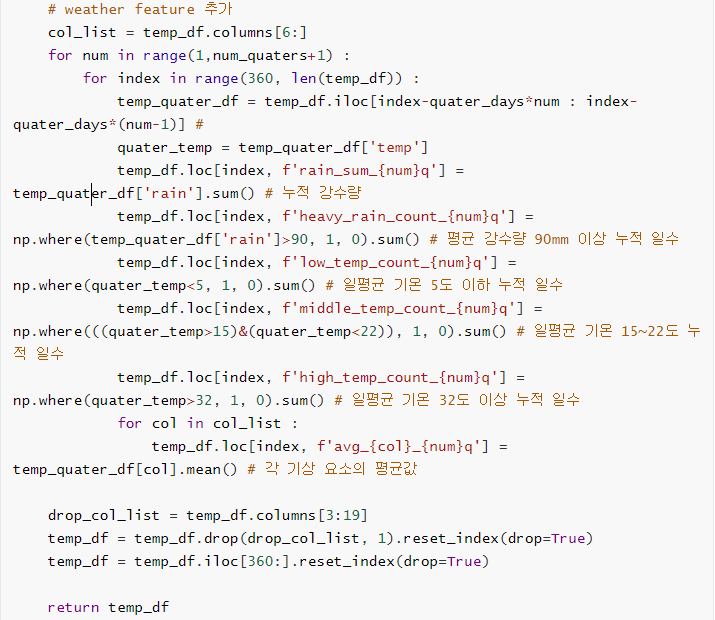 # weather feature 추가
    col_list = temp_df.columns[6:]
    for num in range(1,num_quaters+1) :
        for index in range(360, len(temp_df)) :
            temp_quater_df = temp_df.iloc[index-quater_days*num : index-
quater_days*(num-1)] #
            quater_temp = temp_quater_df['temp']
            temp_df.loc[index, f'rain_sum_{num}q'] =
temp_quater_df['rain'].sum() # 누적 강수량
            temp_df.loc[index, f'heavy_rain_count_{num}q'] =
np.where(temp_quater_df['rain']>90, 1, 0).sum() # 평균 강수량 90mm 이상 누적 일수
            temp_df.loc[index, f'low_temp_count_{num}q'] =
np.where(quater_temp<5, 1, 0).sum() # 일평균 기온 5도 이하 누적 일수
            temp_df.loc[index, f'middle_temp_count_{num}q'] =
np.where(((quater_temp>15)&(quater_temp<22)), 1, 0).sum() # 일평균 기온 15~22도 누
적 일수
            temp_df.loc[index, f'high_temp_count_{num}q'] =
np.where(quater_temp>32, 1, 0).sum() # 일평균 기온 32도 이상 누적 일수
            for col in col_list :
                temp_df.loc[index, f'avg_{col}_{num}q'] =
temp_quater_df[col].mean() # 각 기상 요소의 평균값

    drop_col_list = temp_df.columns[3:19]
    temp_df = temp_df.drop(drop_col_list, 1).reset_index(drop=True)
    temp_df = temp_df.iloc[360:].reset_index(drop=True)

    return temp_df